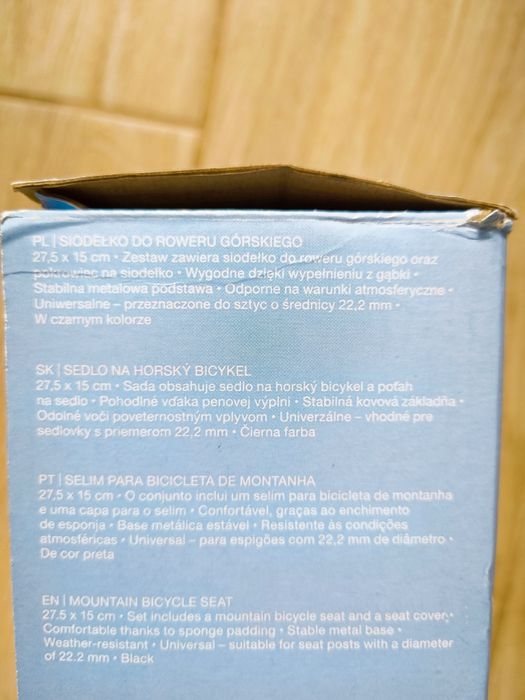 PL | SIODEŁKO DO ROWERU GÓRSKIEGO
27,5 x 15 cm • Zestaw zawiera siodełko do roweru górskiego oraz
pokrowiec na siodełko • Wygodne dzięki wypełnieniu z gąbki •
Stabilna metalowa podstawa • Odporne na warunki atmosferyczne •
Uniwersalne – przeznaczone do sztyc o średnicy 22,2 mm •
W czarnym kolorze
SK | SEDLO NA HORSKÝ BICYKEL
27,5 x 15 cm • Sada obsahuje sedlo na horský bicykel a poťah
na sedlo • Pohodlné vďaka penovej výplni • Stabilná kovová základňa •
Odolné voči poveternostným vplyvom • Univerzálne – vhodné pre
sedlovky s priemerom 22,2 mm • Čierna farba
PT | SELIM PARA BICICLETA DE MONTANHA
27,5 x 15 cm • O conjunto inclui um selim para bicicleta de montanha
e uma capa para o selim • Confortável, graças ao enchimento
de esponja • Base metálica estável • Resistente às condições
atmosféricas • Universal – para espigões com 22,2 mm de diâmetro •
De cor preta
EN | MOUNTAIN BICYCLE SEAT
27.5 x 15 cm • Set includes a mountain bicycle seat and a seat cover •
Comfortable thanks to sponge padding • Stable metal base •
Weather-resistant • Universal – suitable for seat posts with a diameter
of 22.2 mm • Black